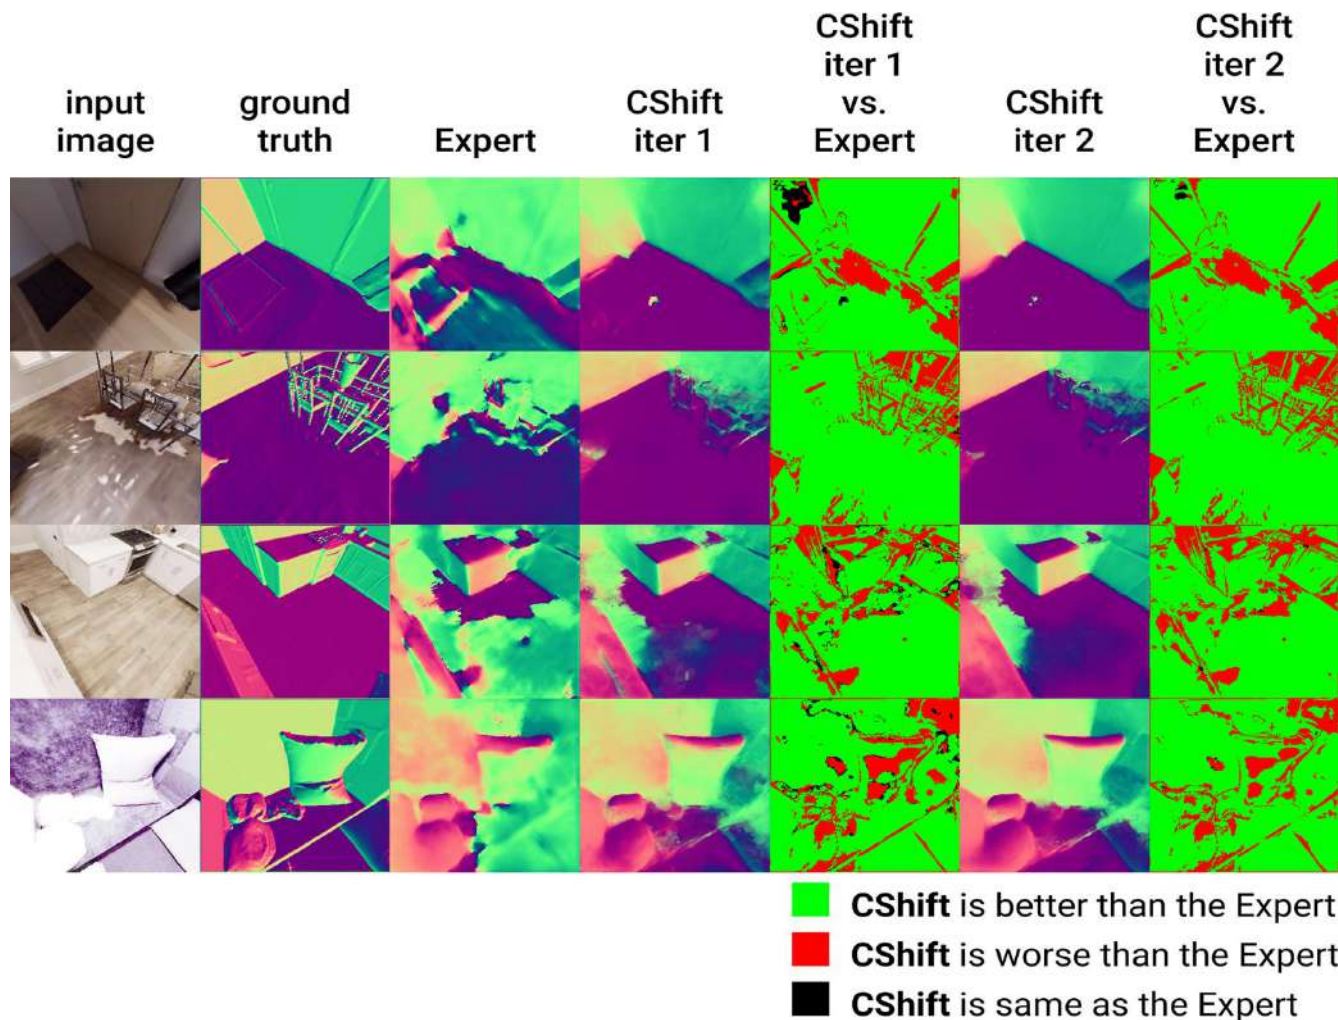 input
image
ground
truth
Expert
CShift
iter 1
CShift
iter 1
vs.
Expert
CShift
iter 2
CShift
iter 2
vs.
Expert
CShift is better than the Expert
CShift is worse than the Expert
CShift is same as the Expert